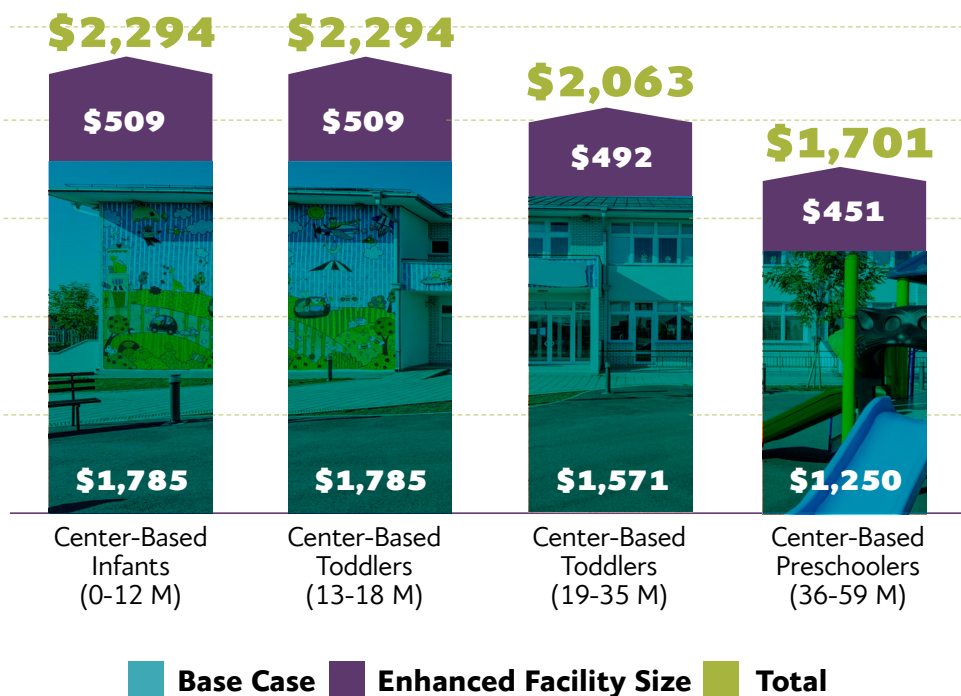 $2,294
$2,294
$2,063
$1,701
$509
$509
$492
$451
$1,785
$1,785
$1,571
$1,250
Center-Based
Infants
(0-12 M)
Center-Based
Toddlers
(13-18 M)
Center-Based
Toddlers
(19-35 M)
Center-Based
Preschoolers
(36-59 M)
Base Case
Enhanced Facility Size
Total